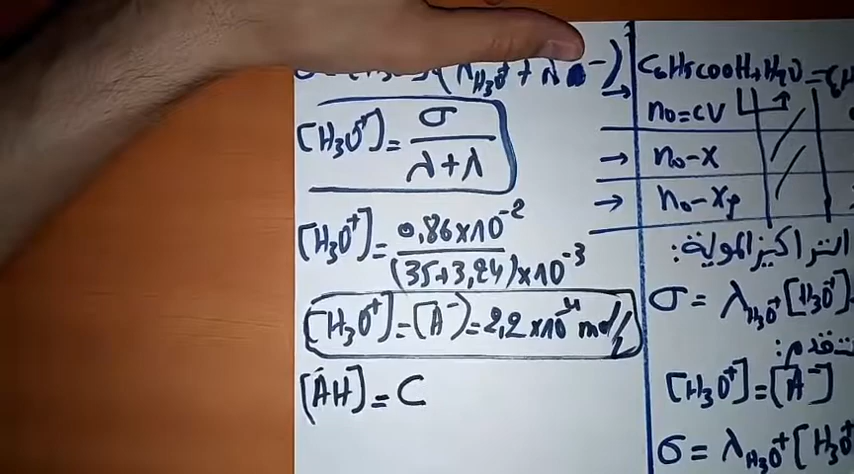 (λH₃O⁺ + λ
[H₃O⁺] = σ / λ+λ
[H₃O⁺] = 0,86×10⁻² / (35+3,24)×10⁻³
[H₃O⁺] = [A⁻] = 2,2×10⁻⁴ mol/
[AH] = C
C₆H₅COOH + H₂O =
n₀=CV
n₀-x
n₀-xf
التراكيز المولية:
σ = λH₃O⁺ [H₃O⁺]
[H₃O⁺] = [A⁻]
σ = λH₃O⁺ [H₃O⁺